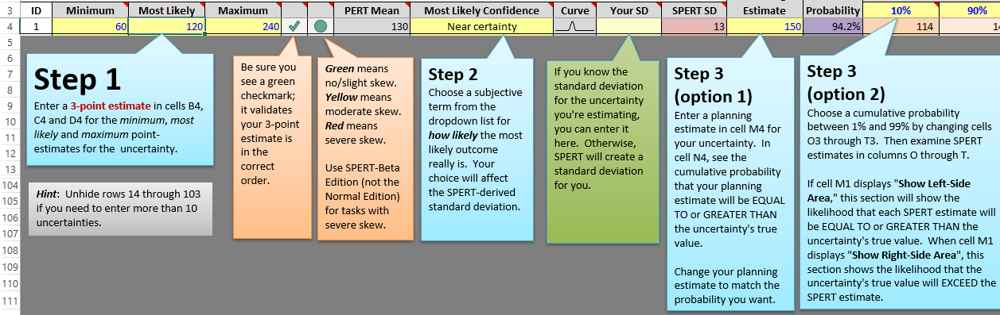 3 ID Minimum Most Likely Maximum PERT Mean Most Likely Confidence Curve Your SD SPERT SD Estimate Probability 10% 90%
4 1 60 120 240 130 Near certainty 13 150 94.2% 114
5
6
7
8
9
10
11
12
13
104
105
106
107
108
109
110
111
Step 1
Enter a 3-point estimate in cells B4,
C4 and D4 for the minimum, most
likely and maximum point-
estimates for the uncertainty.
Hint: Unhide rows 14 through 103
if you need to enter more than 10
uncertainties.
Be sure you
see a green
checkmark;
it validates
your 3-point
estimate is
in the
correct
order.
Green means
no/slight skew.
Yellow means
moderate skew.
Red means
severe skew.
Use SPERT-Beta
Edition (not the
Normal Edition)
for tasks with
severe skew.
Step 2
Choose a subjective
term from the
dropdown list for
how likely the most
likely outcome
really is. Your
choice will affect
the SPERT-derived
standard deviation.
If you know the
standard deviation
for the uncertainty
you're estimating,
you can enter it
here. Otherwise,
SPERT will create a
standard deviation
for you.
Step 3
(option 1)
Enter a planning
estimate in cell M4 for
your uncertainty. In
cell N4, see the
cumulative probability
that your planning
estimate will be EQUAL
TO or GREATER THAN
the uncertainty's true
value.
Change your planning
estimate to match the
probability you want.
Step 3
(option 2)
Choose a cumulative probability
between 1% and 99% by changing cells
O3 through T3. Then examine SPERT
estimates in columns O through T.
If cell M1 displays "Show Left-Side
Area," this section will show the
likelihood that each SPERT estimate will
be EQUAL TO or GREATER THAN the
uncertainty's true value. When cell M1
displays "Show Right-Side Area", this
section shows the likelihood that the
uncertainty's true value will EXCEED the
SPERT estimate.